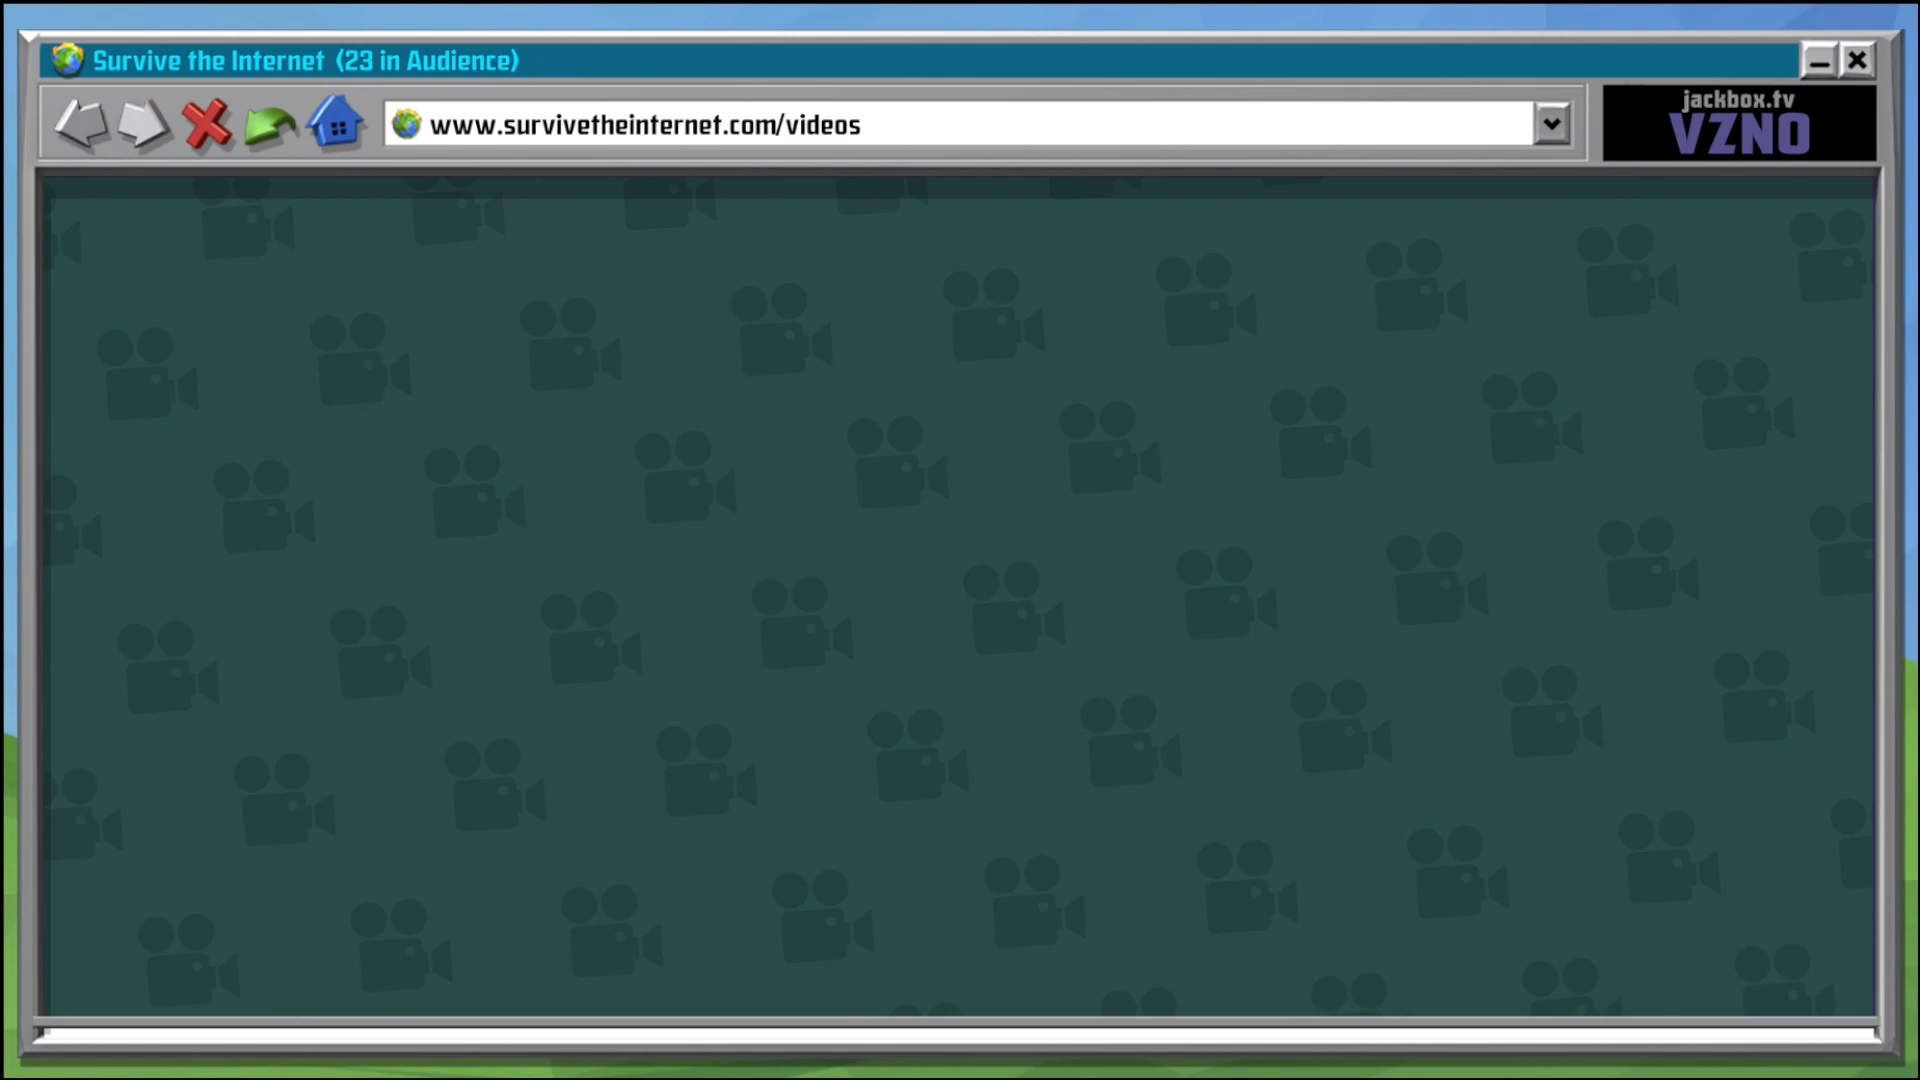 Survive the Internet (23 in Audience)
www.survivetheinternet.com/videos
jackbox.tv
VZNO